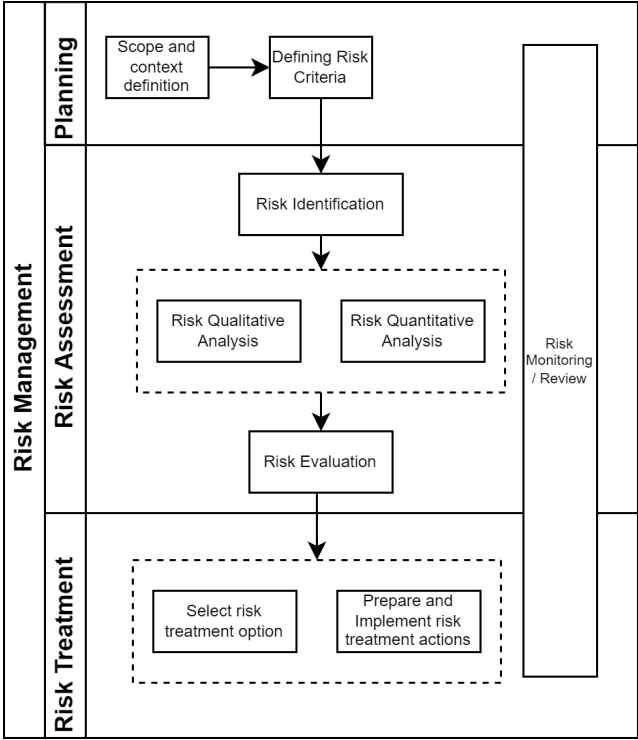 Risk Management
Planning
Scope and
context
definition
Defining Risk
Criteria
Risk Assessment
Risk Identification
Risk Qualitative
Analysis
Risk Quantitative
Analysis
Risk Evaluation
Risk
Monitoring
/ Review
Risk Treatment
Select risk
treatment option
Prepare and
Implement risk
treatment actions